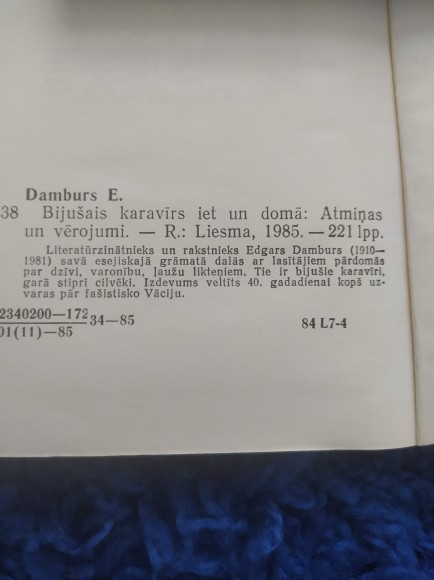 Damburs E.
38 Bijušais karavīrs iet un domā: Atmiņas
un vērojumi. — R.: Liesma, 1985. — 221 lpp.
Literatūrzinātnieks un rakstnieks Edgars Damburs (1910—
1981) savā esejiskajā grāmatā dalās ar lasītājiem pārdomās
par dzīvi, varonību, ļaužu likteņiem. Tie ir bijušie karavīri,
garā stipri cilvēki. Izdevums veltīts 40. gadadienai kopš uz-
varas pār fašistisko Vāciju.
2340200—172
34—85
01(11)—85
84 L7-4